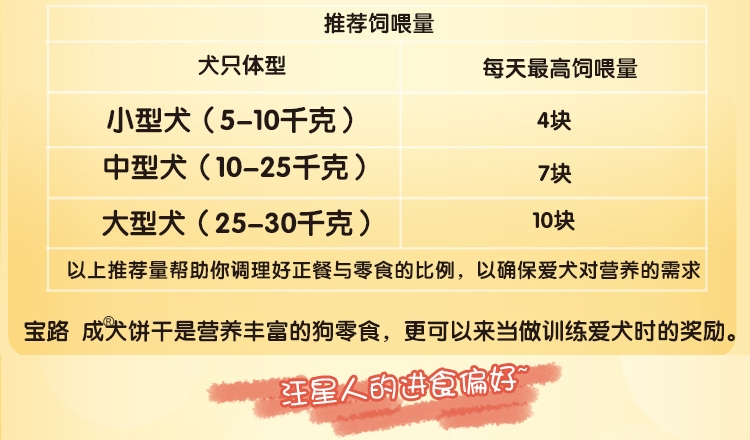 推荐饲喂量
犬只体型 每天最高饲喂量
小型犬（5-10千克） 4块
中型犬（10-25千克） 7块
大型犬（25-30千克） 10块
以上推荐量帮助你调理好正餐与零食的比例，以确保爱犬对营养的需求
宝路®成犬饼干是营养丰富的狗零食，更可以来当做训练爱犬时的奖励。
汪星人的进食偏好~